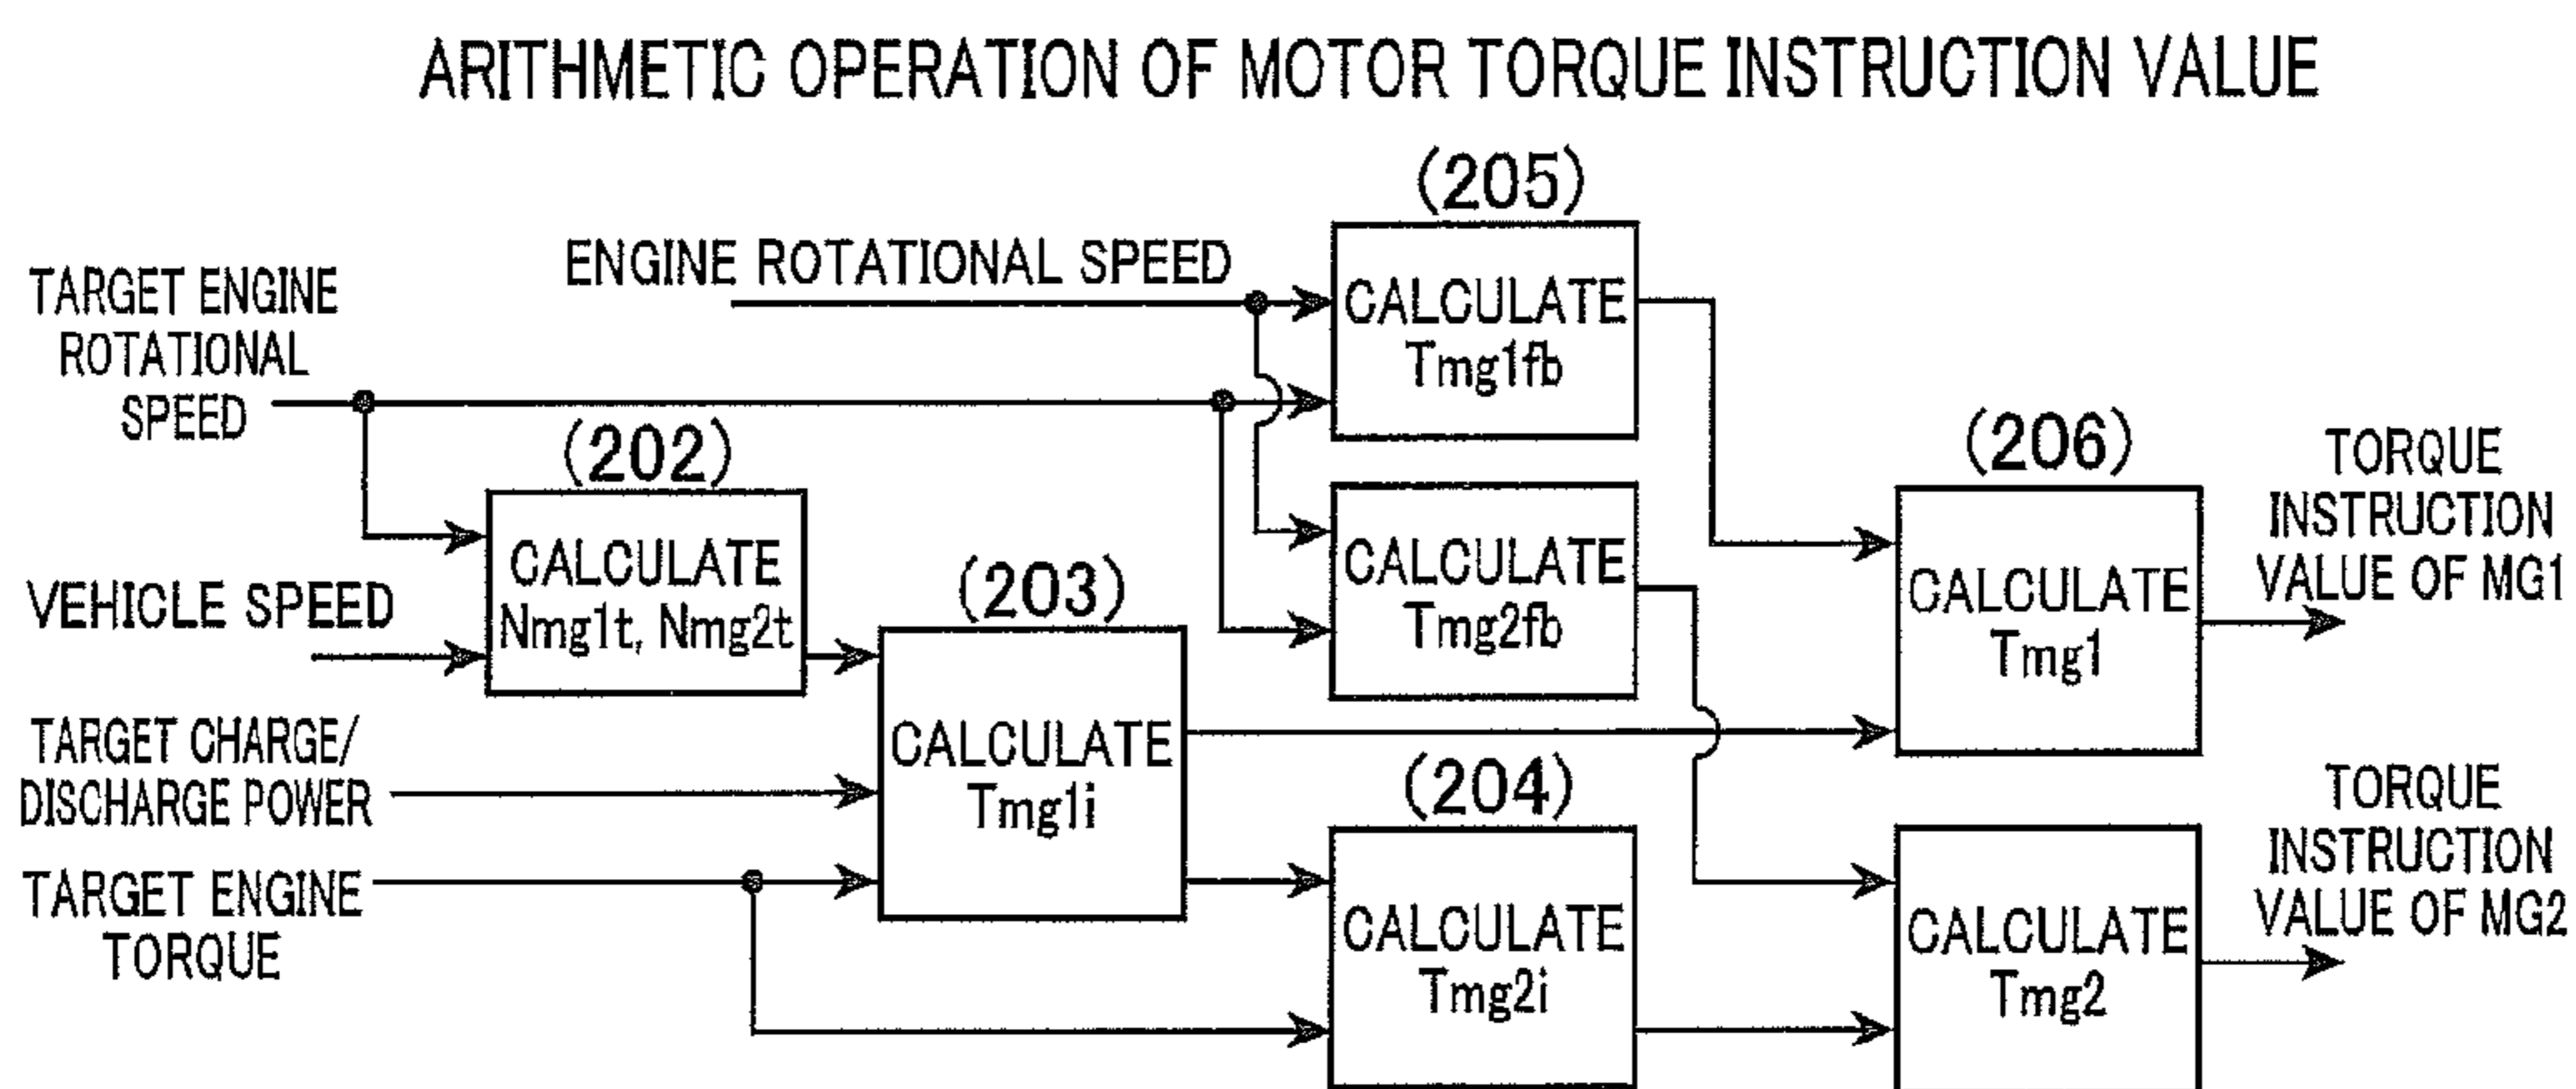 ARITHMETIC OPERATION OF MOTOR TORQUE INSTRUCTION VALUE
(205)
ENGINE ROTATIONAL SPEED
CALCULATE
Tmg1fb
TARGET ENGINE
ROTATIONAL
SPEED
(202)
CALCULATE
Nmg1t, Nmg2t
VEHICLE SPEED
CALCULATE
Tmg2fb
(203)
CALCULATE
Tmg1i
(206)
CALCULATE
Tmg1
TORQUE
INSTRUCTION
VALUE OF MG1
TARGET CHARGE/
DISCHARGE POWER
TARGET ENGINE
TORQUE
(204)
CALCULATE
Tmg2i
CALCULATE
Tmg2
TORQUE
INSTRUCTION
VALUE OF MG2